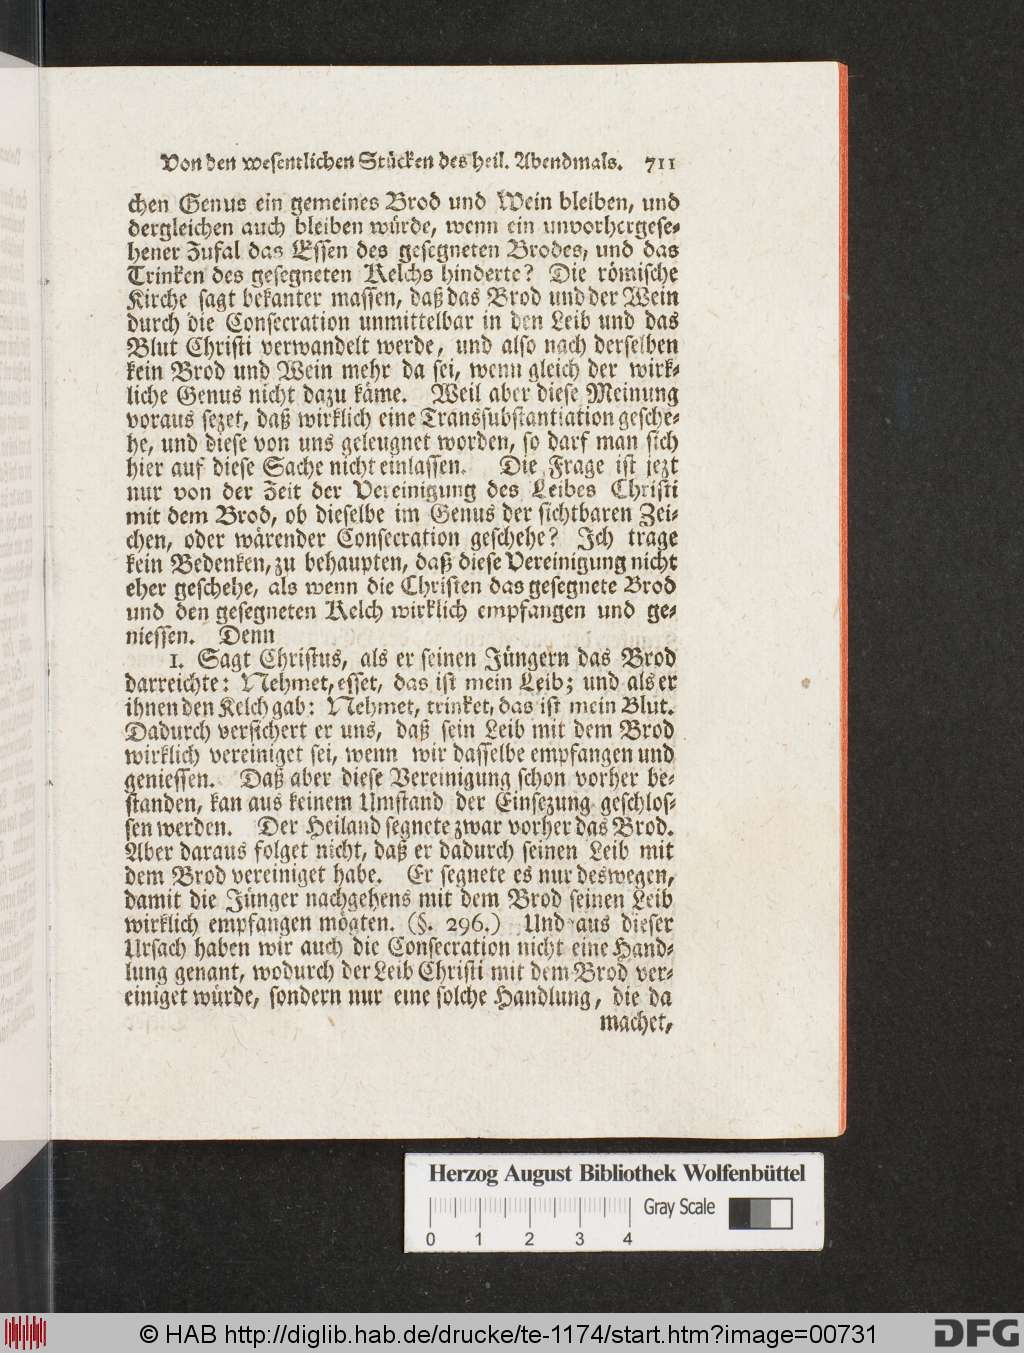 Von den wesentlichen Stücken des heil. Abendmals. 711
chen Genus ein gemeines Brod und Wein bleiben, und
dergleichen auch bleiben würde, wenn ein unvorhergese-
hener Zufal das Essen des gesegneten Brodes, und das
Trinken des gesegneten Kelchs hinderte? Die römische
Kirche sagt bekanter massen, daß das Brod und der Wein
durch die Consecration unmittelbar in den Leib und das
Blut Christi verwandelt werde, und also nach derselben
kein Brod und Wein mehr da sei, wenn gleich der wirk-
liche Genus nicht dazu käme. Weil aber diese Meinung
voraus sezet, daß wirklich eine Transsubstantiation gesche-
he, und diese von uns geleugnet worden, so darf man sich
hier auf diese Sache nicht einlassen. Die Frage ist jezt
nur von der Zeit der Vereinigung des Leibes Christi
mit dem Brod, ob dieselbe im Genus der sichtbaren Zei-
chen, oder wärender Consecration geschehe? Ich trage
kein Bedenken, zu behaupten, daß diese Vereinigung nicht
eher geschehe, als wenn die Christen das gesegnete Brod
und den gesegneten Kelch wirklich empfangen und ge-
niessen. Denn
1. Sagt Christus, als er seinen Jüngern das Brod
darreichte: Nehmet, esset, das ist mein Leib; und als er
ihnen den Kelch gab: Nehmet, trinket, das ist mein Blut.
Dadurch versichert er uns, daß sein Leib mit dem Brod
wirklich vereiniget sei, wenn wir dasselbe empfangen und
geniessen. Daß aber diese Vereinigung schon vorher be-
standen, kan aus keinem Umstand der Einsezung geschlos-
sen werden. Der Heiland segnete zwar vorher das Brod.
Aber daraus folget nicht, daß er dadurch seinen Leib mit
dem Brod vereiniget habe. Er segnete es nur deswegen,
damit die Jünger nachgehens mit dem Brod seinen Leib
wirklich empfangen mögten. (§. 296.) Und aus dieser
Ursach haben wir auch die Consecration nicht eine Hand-
lung genant, wodurch der Leib Christi mit dem Brod ver-
einiget würde, sondern nur eine solche Handlung, die da
machet,
Herzog August Bibliothek Wolfenbüttel
Gray Scale
0 1 2 3 4
© HAB http://diglib.hab.de/drucke/te-1174/start.htm?image=00731
DFG